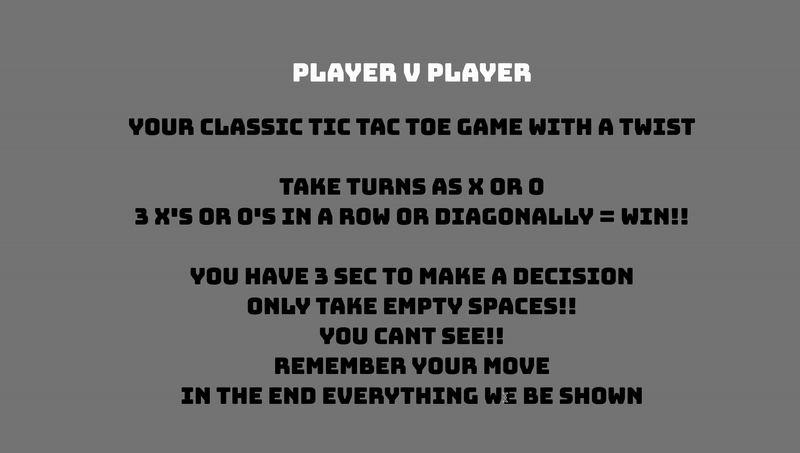 PLAYER V PLAYER
YOUR CLASSIC TIC TAC TOE GAME WITH A TWIST
TAKE TURNS AS X OR O
3 X'S OR O'S IN A ROW OR DIAGONALLY = WIN!!
YOU HAVE 3 SEC TO MAKE A DECISION
ONLY TAKE EMPTY SPACES!!
YOU CANT SEE!!
REMEMBER YOUR MOVE
IN THE END EVERYTHING WE BE SHOWN